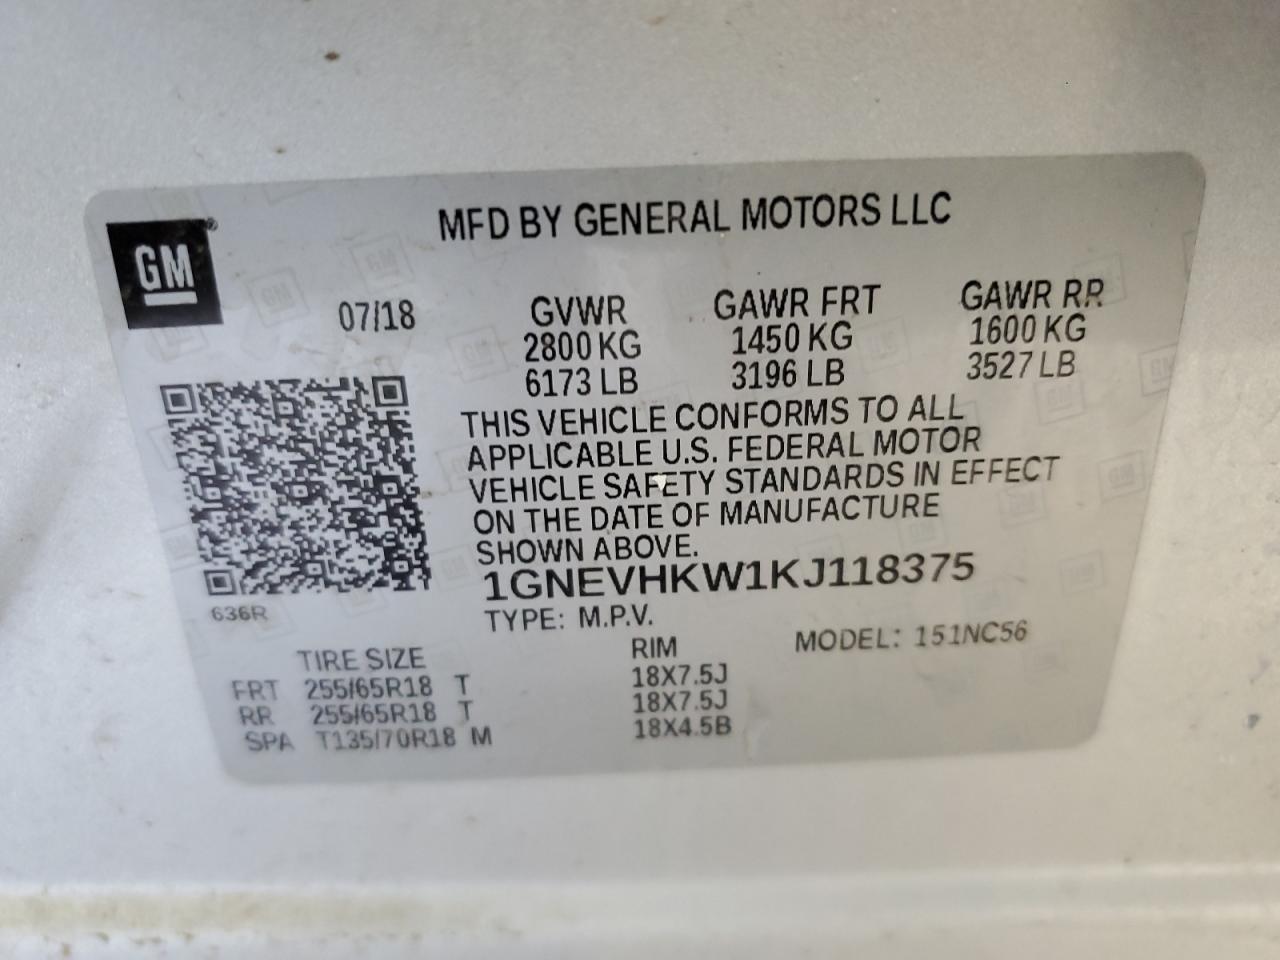 GM®
MFD BY GENERAL MOTORS LLC
07/18
GVWR GAWR FRT GAWR RR
2800 KG 1450 KG 1600 KG
6173 LB 3196 LB 3527 LB
THIS VEHICLE CONFORMS TO ALL
APPLICABLE U.S. FEDERAL MOTOR
VEHICLE SAFETY STANDARDS IN EFFECT
ON THE DATE OF MANUFACTURE
SHOWN ABOVE.
1GNEVHKW1KJ118375
636R
TYPE: M.P.V.
MODEL: 151NC56
TIRE SIZE RIM
FRT 255/65R18 T 18X7.5J
RR 255/65R18 T 18X7.5J
SPA T135/70R18 M 18X4.5B